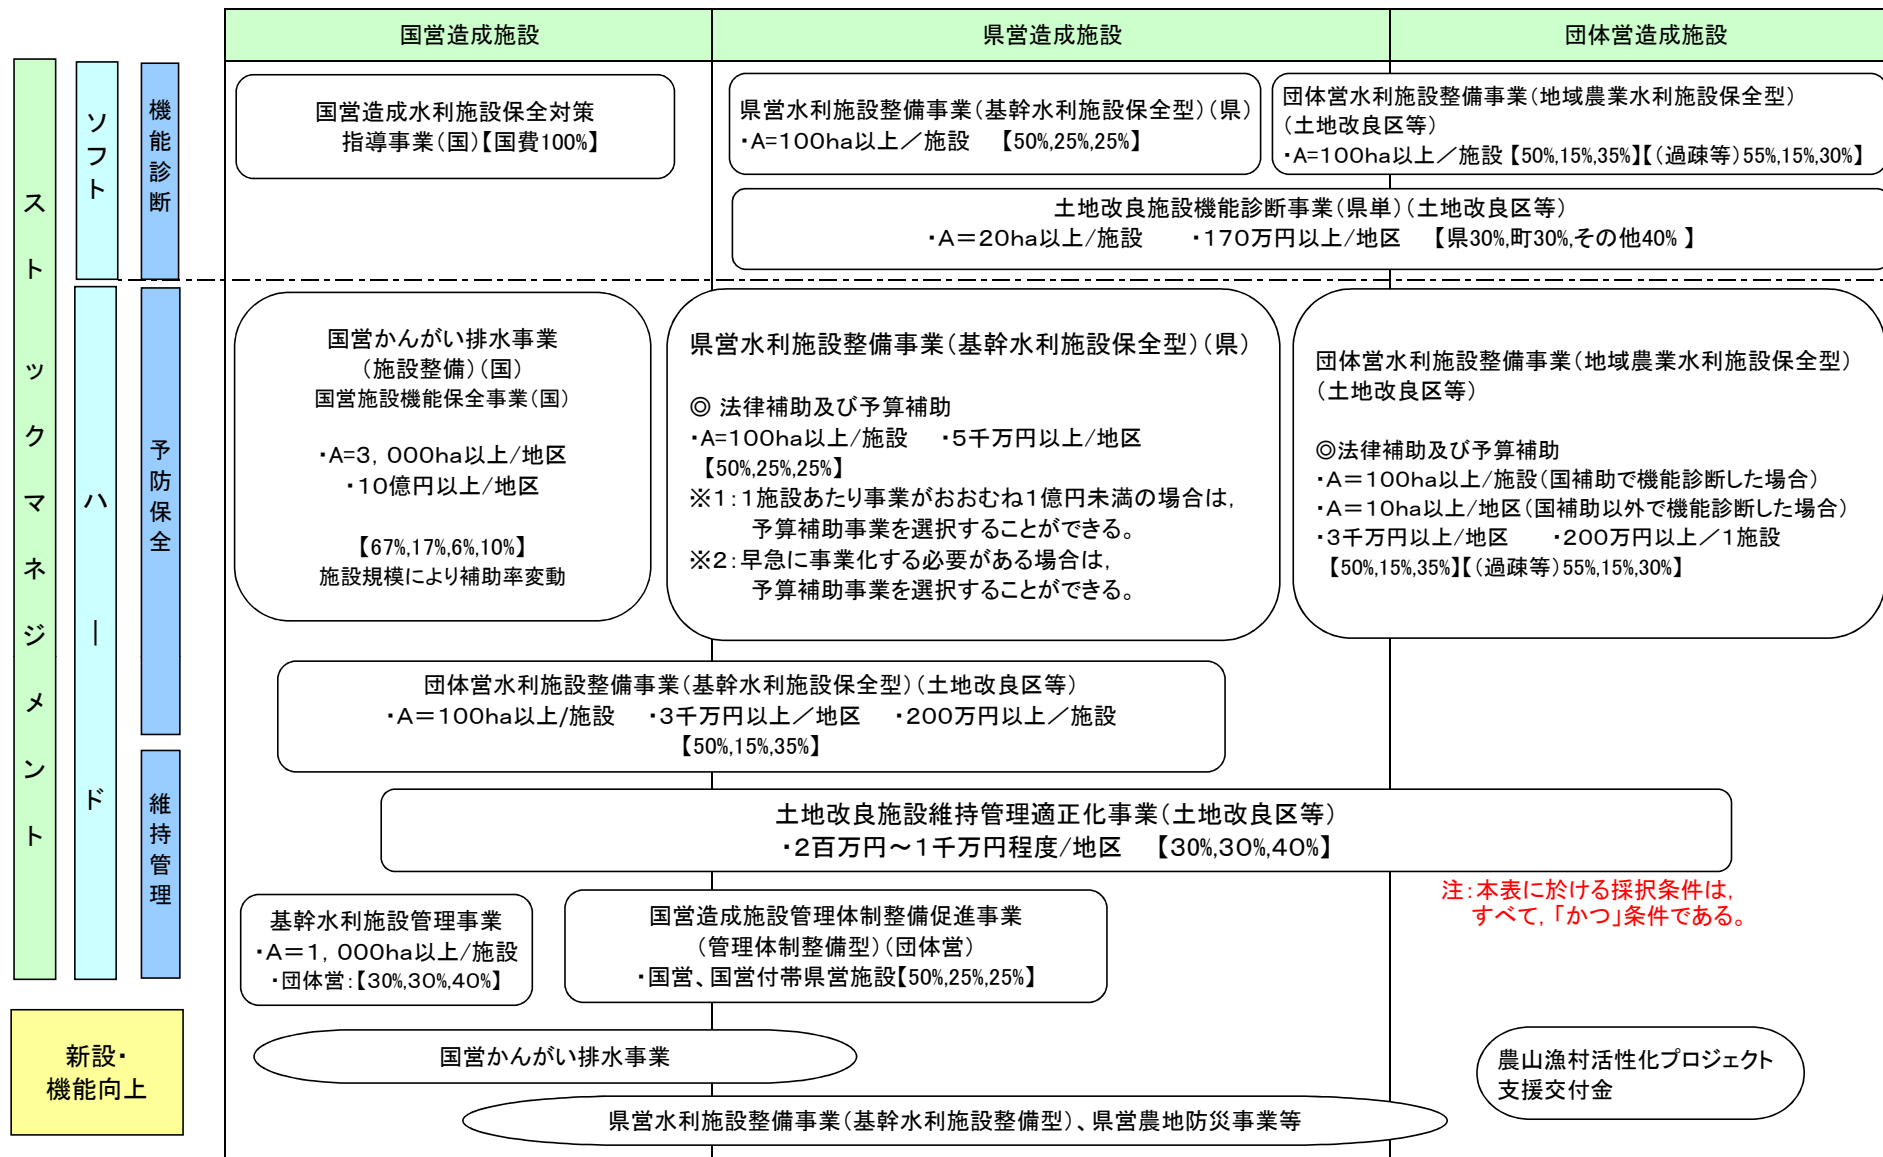 国営造成施設
県営造成施設
団体営造成施設
ストックマネジメント
ソフト
機能診断
国営造成水利施設保全対策
指導事業(国)【国費100%】
県営水利施設整備事業(基幹水利施設保全型)(県)
・A=100ha以上/施設 【50%,25%,25%】
団体営水利施設整備事業(地域農業水利施設保全型)
(土地改良区等)
・A=100ha以上/施設【50%,15%,35%】【(過疎等)55%,15%,30%】
土地改良施設機能診断事業(県単)(土地改良区等)
・A=20ha以上/施設 ・170万円以上/地区 【県30%,町30%,その他40% 】
ハード
予防保全
国営かんがい排水事業
(施設整備)(国)
国営施設機能保全事業(国)
・A=3,000ha以上/地区
・10億円以上/地区
【67%,17%,6%,10%】
施設規模により補助率変動
県営水利施設整備事業(基幹水利施設保全型)(県)
◎ 法律補助及び予算補助
・A=100ha以上/施設 ・5千万円以上/地区
【50%,25%,25%】
※1:1施設あたり事業がおおむね1億円未満の場合は,
予算補助事業を選択することができる。
※2:早急に事業化する必要がある場合は,
予算補助事業を選択することができる。
団体営水利施設整備事業(地域農業水利施設保全型)
(土地改良区等)
◎法律補助及び予算補助
・A=100ha以上/施設(国補助で機能診断した場合)
・A=10ha以上/地区(国補助以外で機能診断した場合)
・3千万円以上/地区 ・200万円以上/1施設
【50%,15%,35%】【(過疎等)55%,15%,30%】
団体営水利施設整備事業(基幹水利施設保全型)(土地改良区等)
・A=100ha以上/施設 ・3千万円以上/地区 ・200万円以上/施設
【50%,15%,35%】
維持管理
土地改良施設維持管理適正化事業(土地改良区等)
・2百万円~1千万円程度/地区 【30%,30%,40%】
注:本表に於ける採択条件は,
すべて,「かつ」条件である。
基幹水利施設管理事業
・A=1,000ha以上/施設
・団体営:【30%,30%,40%】
国営造成施設管理体制整備促進事業
(管理体制整備型)(団体営)
・国営、国営付帯県営施設【50%,25%,25%】
新設・
機能向上
国営かんがい排水事業
農山漁村活性化プロジェクト
支援交付金
県営水利施設整備事業(基幹水利施設整備型)、県営農地防災事業等